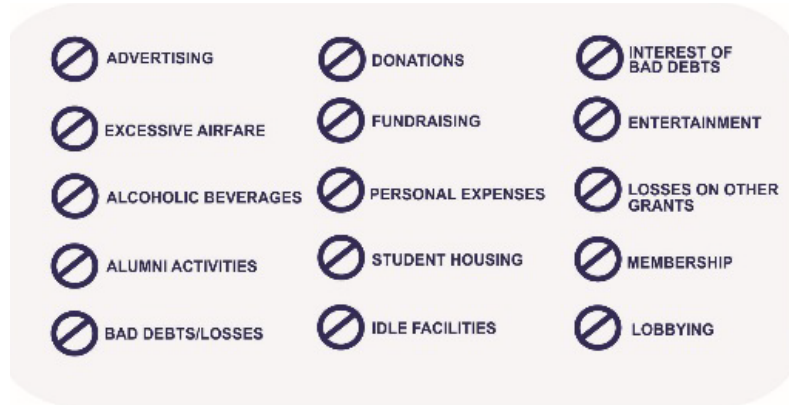 ADVERTISING
EXCESSIVE AIRFARE
ALCOHOLIC BEVERAGES
ALUMNI ACTIVITIES
BAD DEBTS/LOSSES
DONATIONS
FUNDRAISING
PERSONAL EXPENSES
STUDENT HOUSING
IDLE FACILITIES
INTEREST OF
BAD DEBTS
ENTERTAINMENT
LOSSES ON OTHER
GRANTS
MEMBERSHIP
LOBBYING